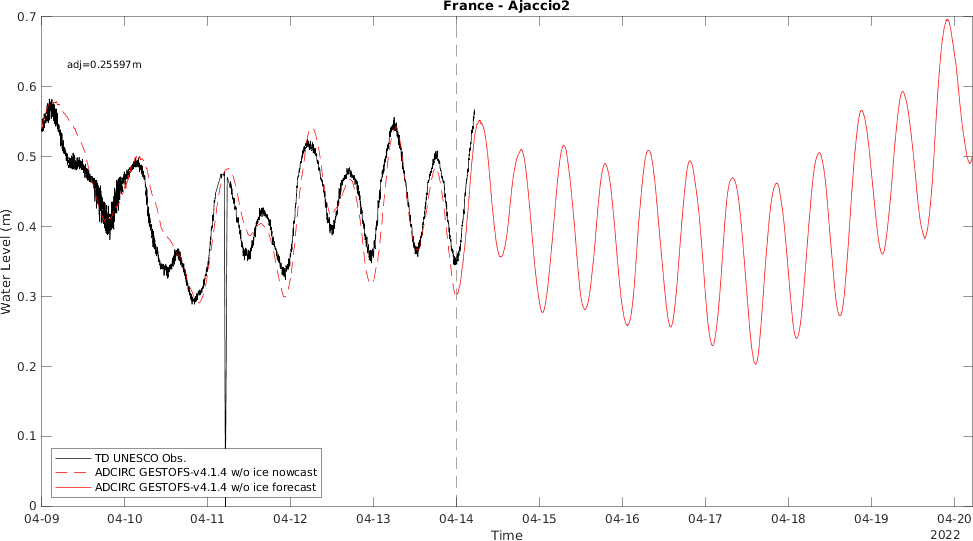 France - Ajaccio2
adj=0.25597m
Water Level (m)
0.7
0.6
0.5
0.4
0.3
0.2
0.1
0
TD UNESCO Obs.
ADCIRC GESTOFS-v4.1.4 w/o ice nowcast
ADCIRC GESTOFS-v4.1.4 w/o ice forecast
04-09 04-10 04-11 04-12 04-13 04-14 04-15 04-16 04-17 04-18 04-19 04-20
Time
2022